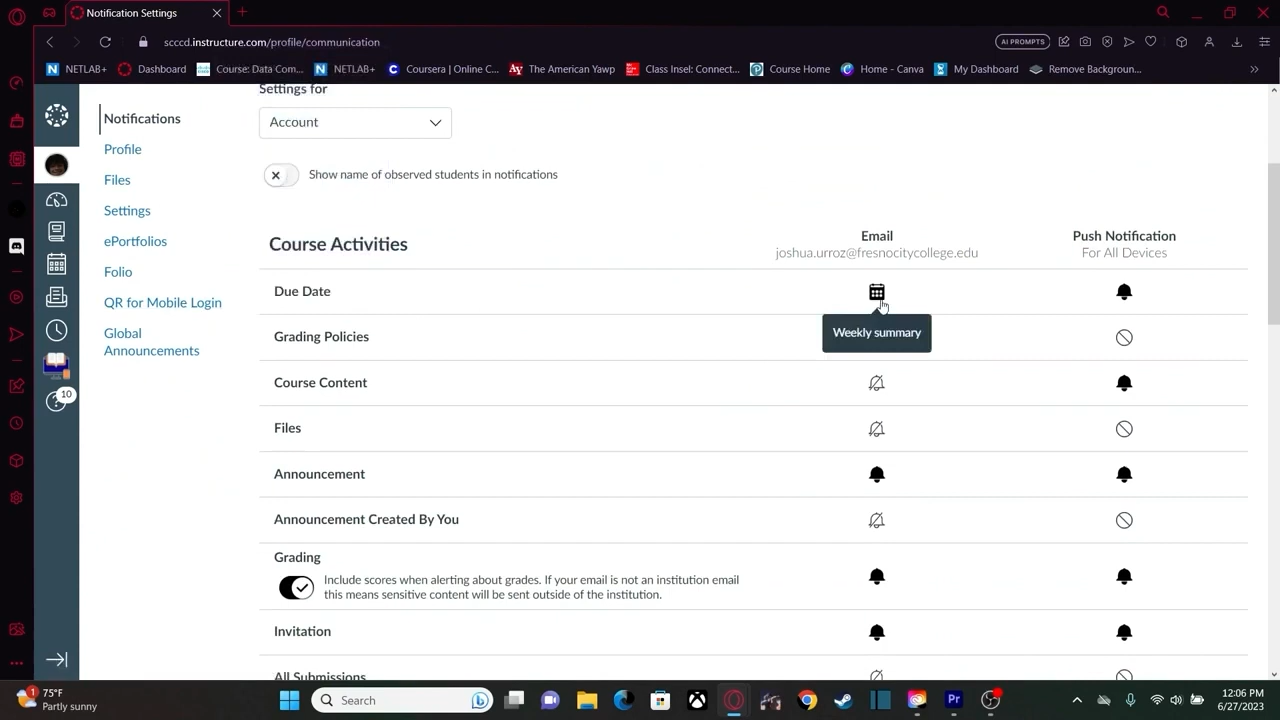 Notification Settings
scccd.instructure.com/profile/communication
AI PROMPTS
NETLAB+
Dashboard
Course: Data Com...
NETLAB+
Coursera | Online C...
The American Yawp
Class Insel: Connect...
Course Home
Home - Canva
My Dashboard
Remove Backgroun...
Settings for
Account
Notifications
Profile
Files
Settings
ePortfolios
Folio
QR for Mobile Login
Global
Announcements
10
Show name of observed students in notifications
Course Activities
Email
joshua.urroz@fresnocitycollege.edu
Push Notification
For All Devices
Due Date
Weekly summary
Grading Policies
Course Content
Files
Announcement
Announcement Created By You
Grading
Include scores when alerting about grades. If your email is not an institution email
this means sensitive content will be sent outside of the institution.
Invitation
All Submissions
1
75°F
Partly sunny
Search
Pr
12:06 PM
6/27/2023